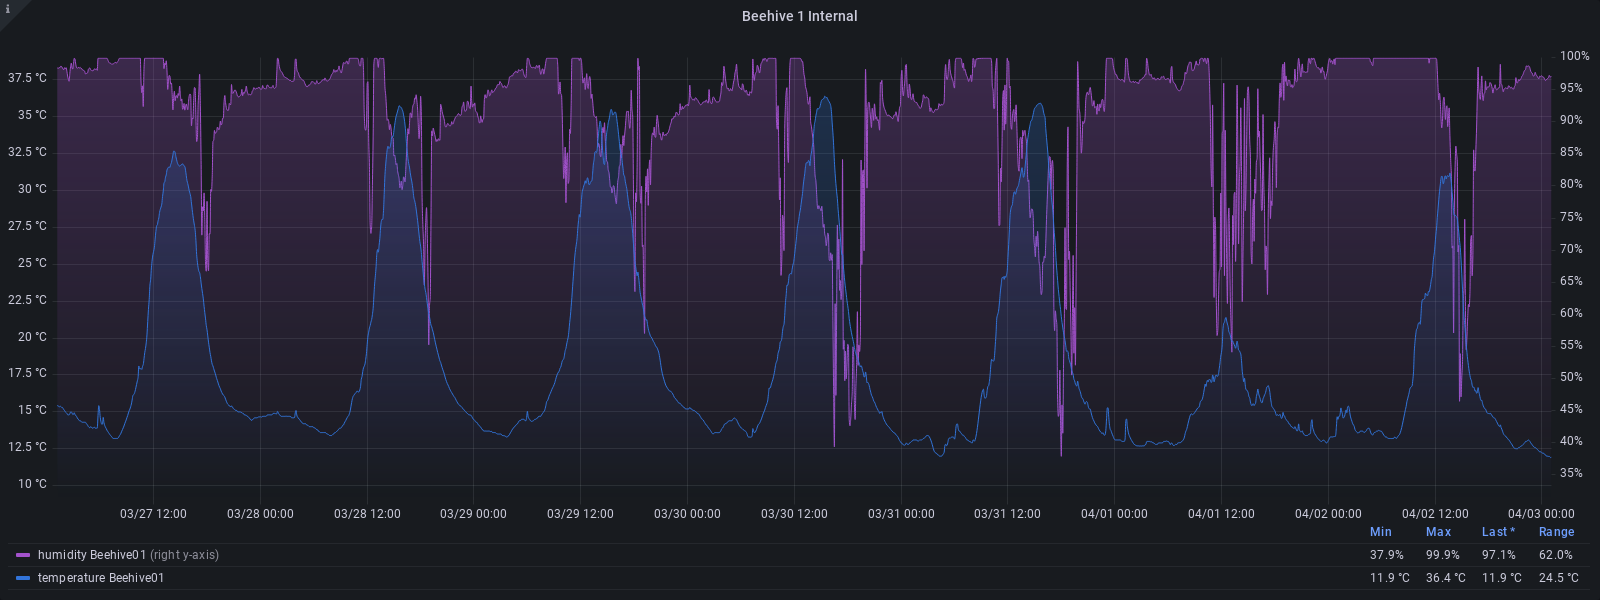 i
Beehive 1 Internal
37.5 °C
35 °C
32.5 °C
30 °C
27.5 °C
25 °C
22.5 °C
20 °C
17.5 °C
15 °C
12.5 °C
10 °C
100%
95%
90%
85%
80%
75%
70%
65%
60%
55%
50%
45%
40%
35%
03/27 12:00 03/28 00:00 03/28 12:00 03/29 00:00 03/29 12:00 03/30 00:00 03/30 12:00 03/31 00:00 03/31 12:00 04/01 00:00 04/01 12:00 04/02 00:00 04/02 12:00 04/03 00:00
Min Max Last * Range
humidity Beehive01 (right y-axis) 37.9% 99.9% 97.1% 62.0%
temperature Beehive01 11.9 °C 36.4 °C 11.9 °C 24.5 °C